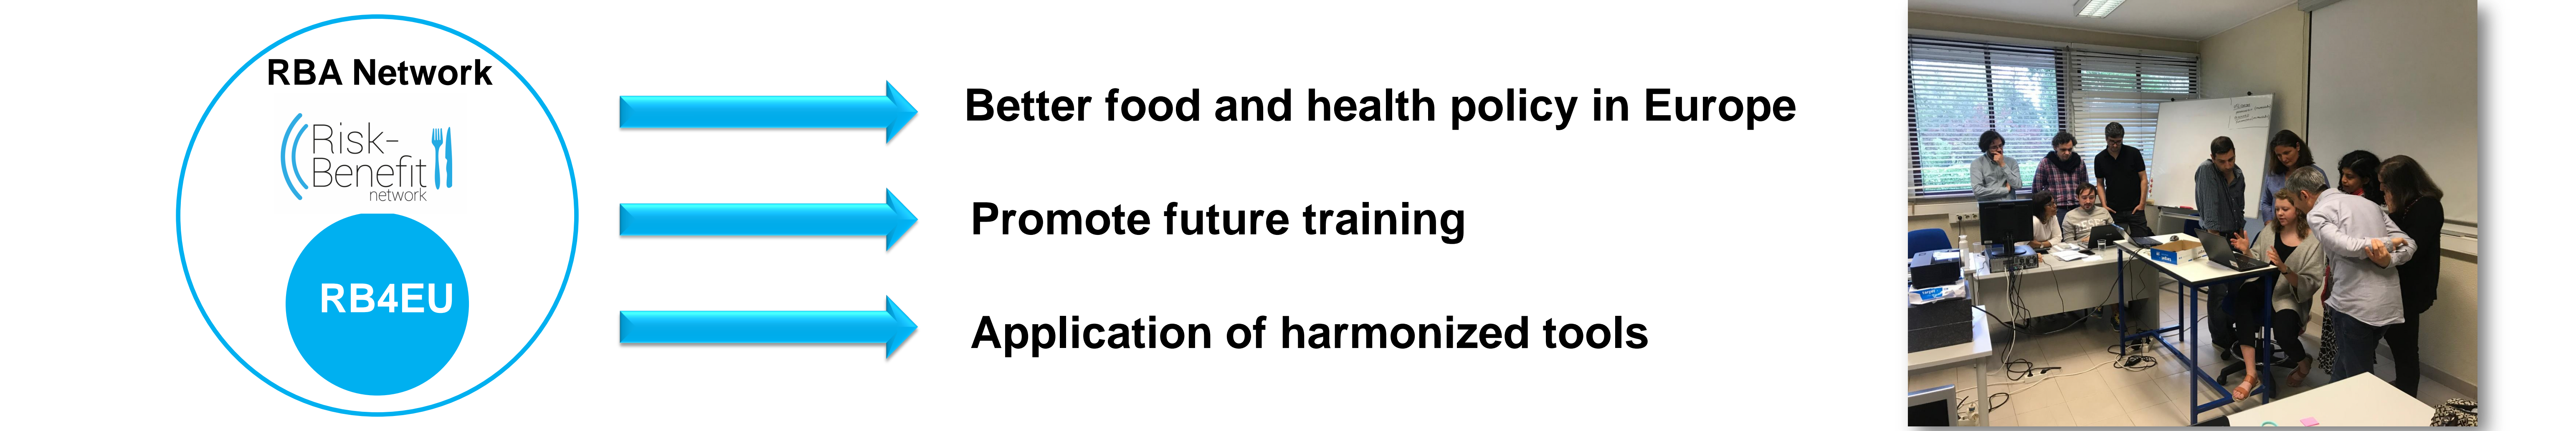 RBA Network
Risk-
Benefit
network
RB4EU
Better food and health policy in Europe
Promote future training
Application of harmonized tools